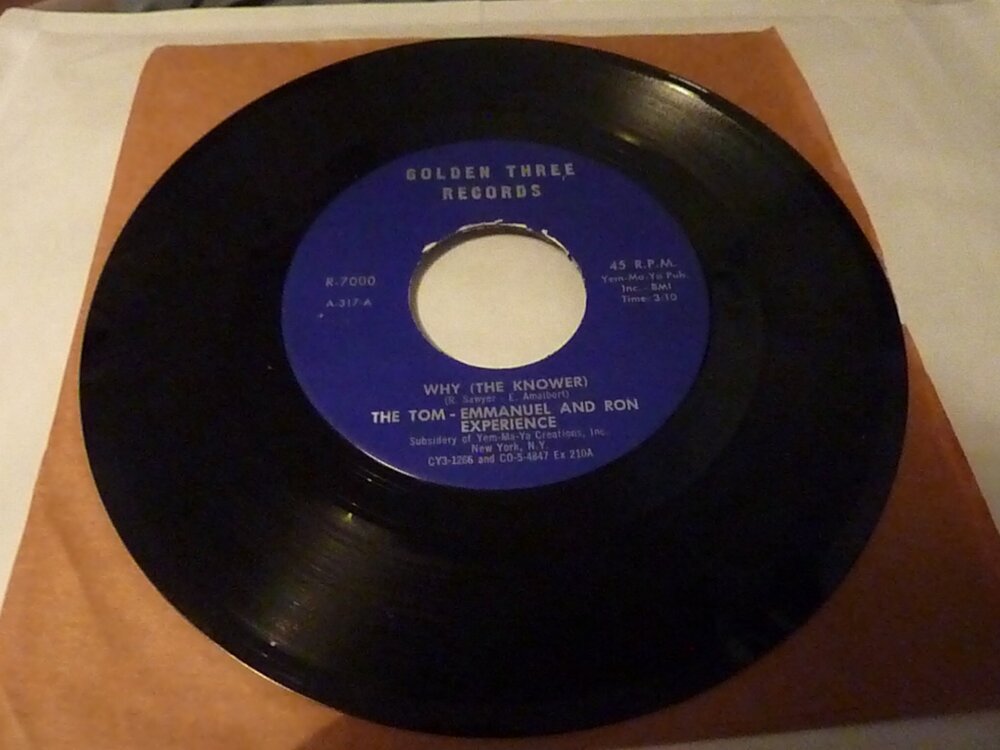 GOLDEN THREE
RECORDS
R-7000
A-317-A
45 R.P.M.
Yem-Ma-Ya Pub.
Inc. - BMI
Time: 3:10
WHY (THE KNOWER)
(R. Sawyer - E. Amalbert)
THE TOM - EMMANUEL AND RON
EXPERIENCE
Subsidery of Yem-Ma-Ya Creations, Inc.
New York, N.Y.
CY3-1266 and CO-5-4847 Ex 210A